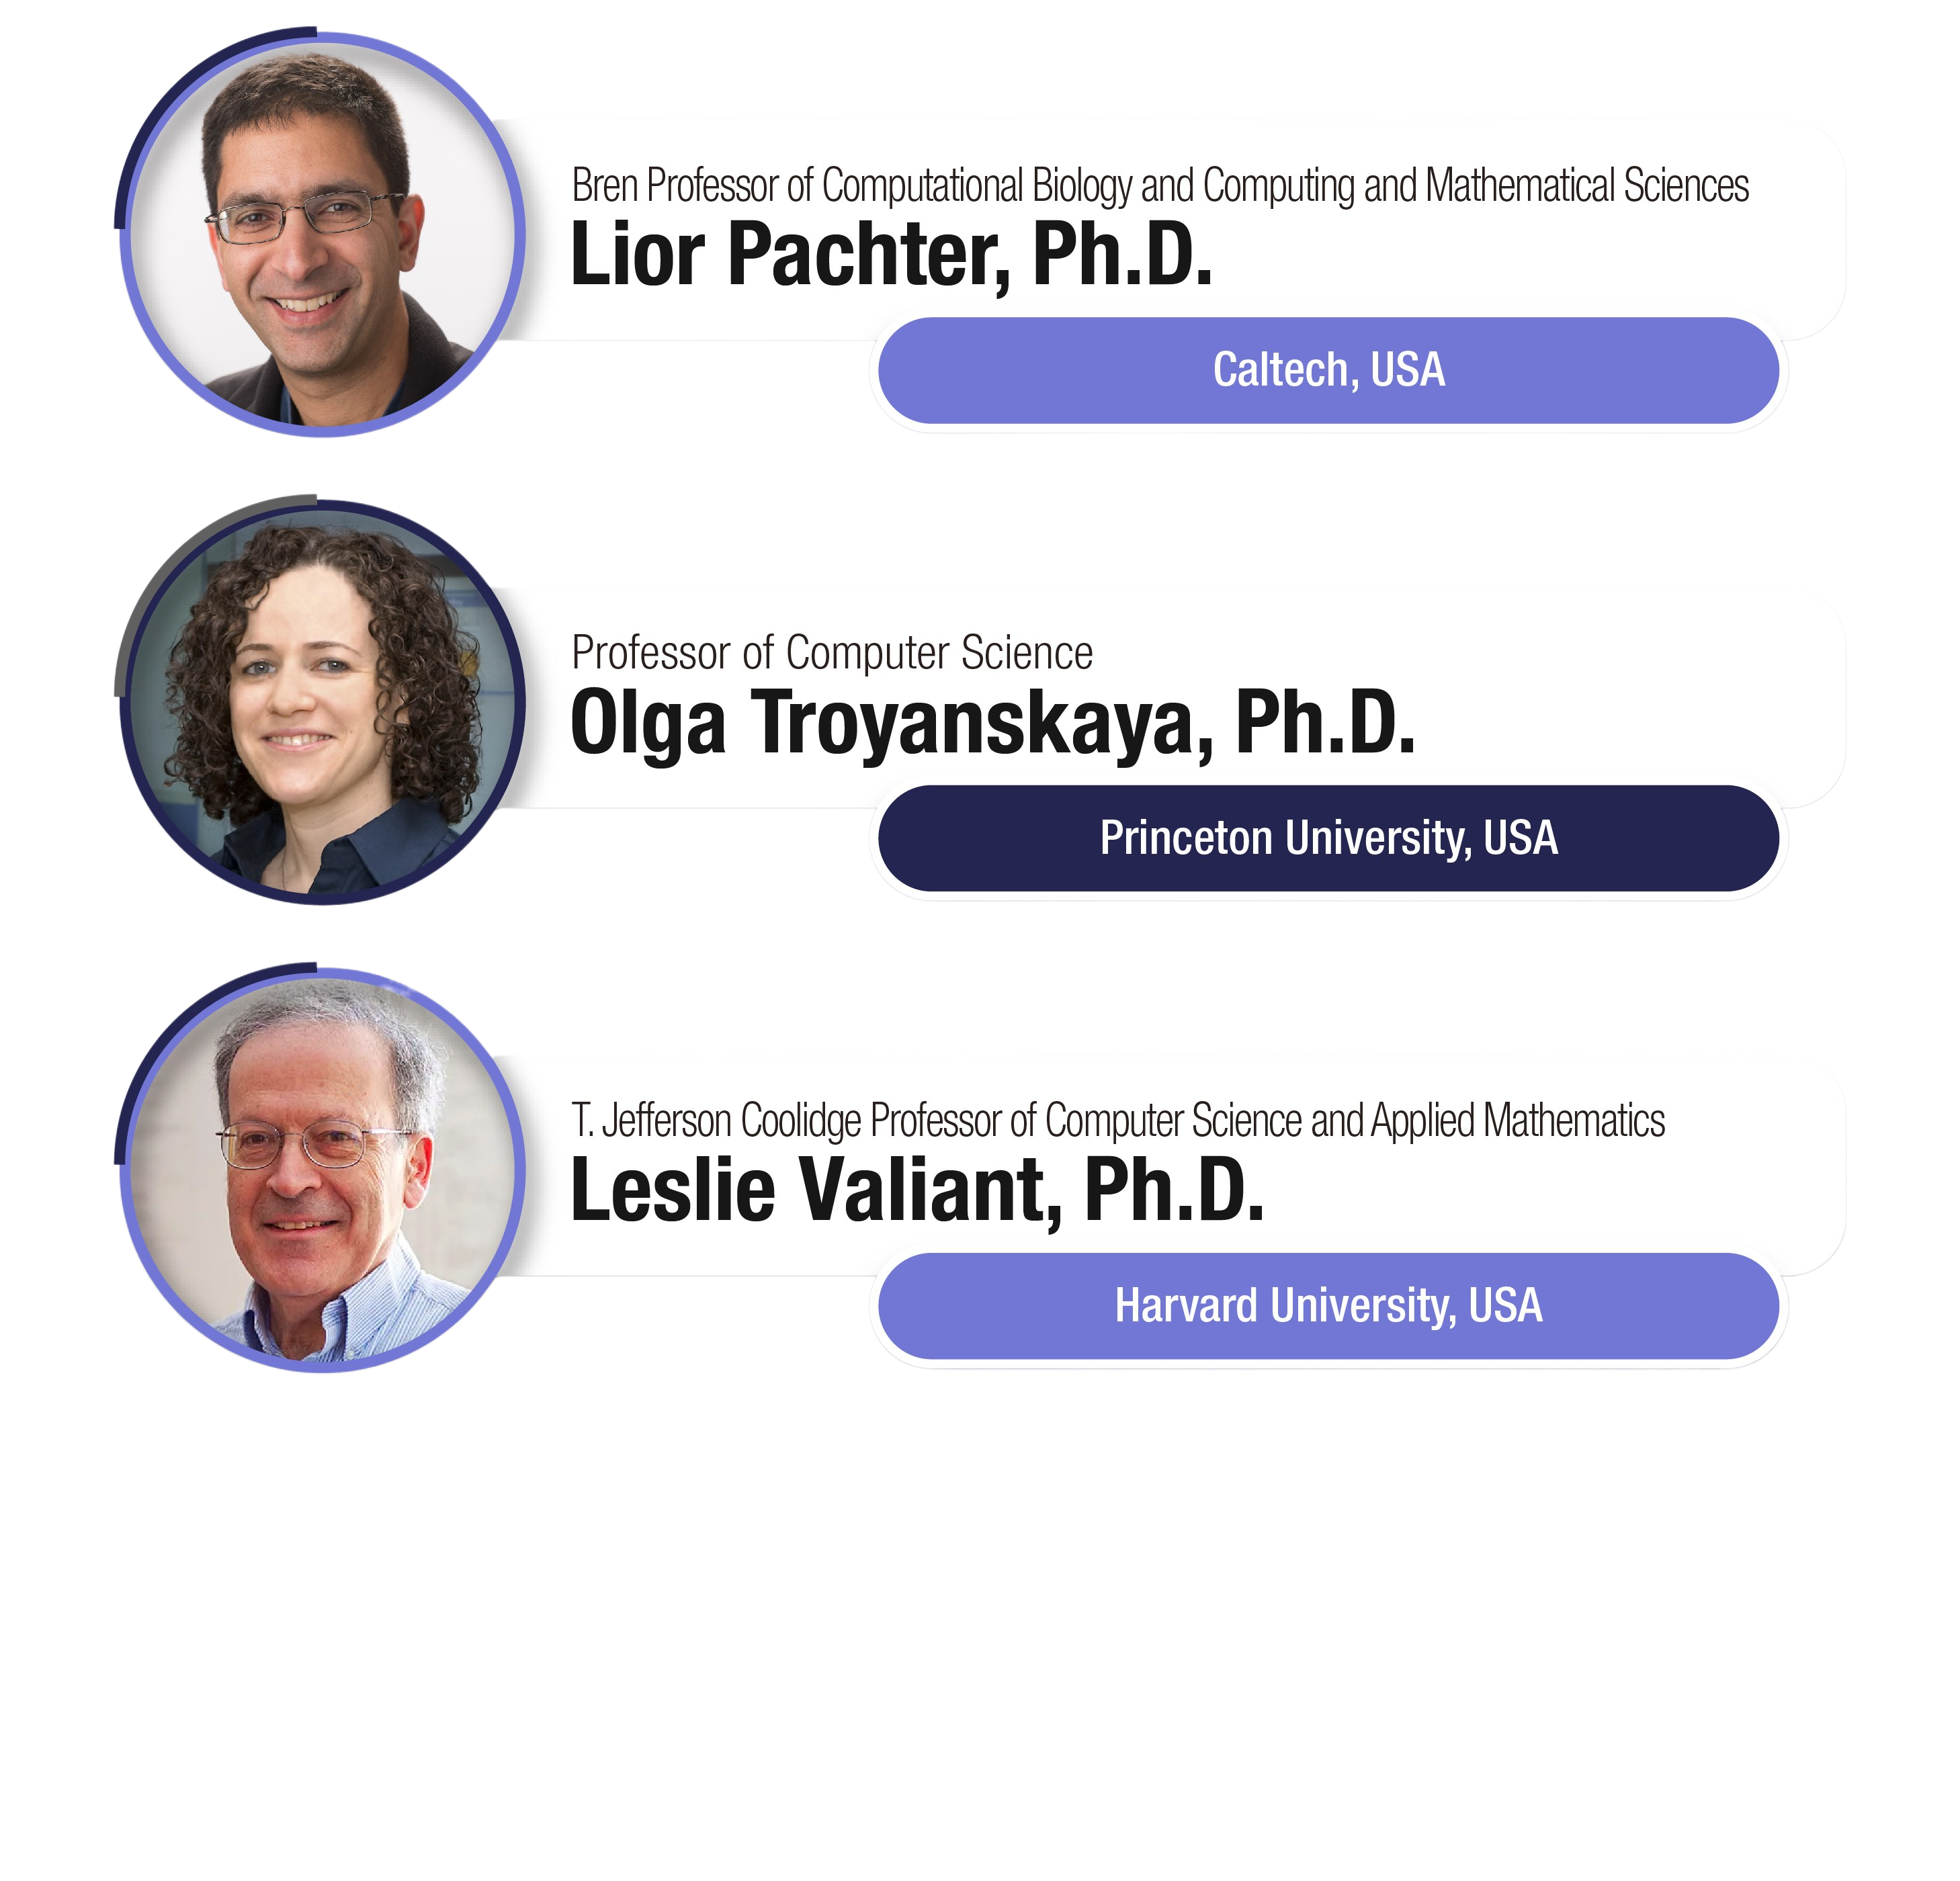 Bren Professor of Computational Biology and Computing and Mathematical Sciences
Lior Pachter, Ph.D.
Caltech, USA
Professor of Computer Science
Olga Troyanskaya, Ph.D.
Princeton University, USA
T. Jefferson Coolidge Professor of Computer Science and Applied Mathematics
Leslie Valiant, Ph.D.
Harvard University, USA